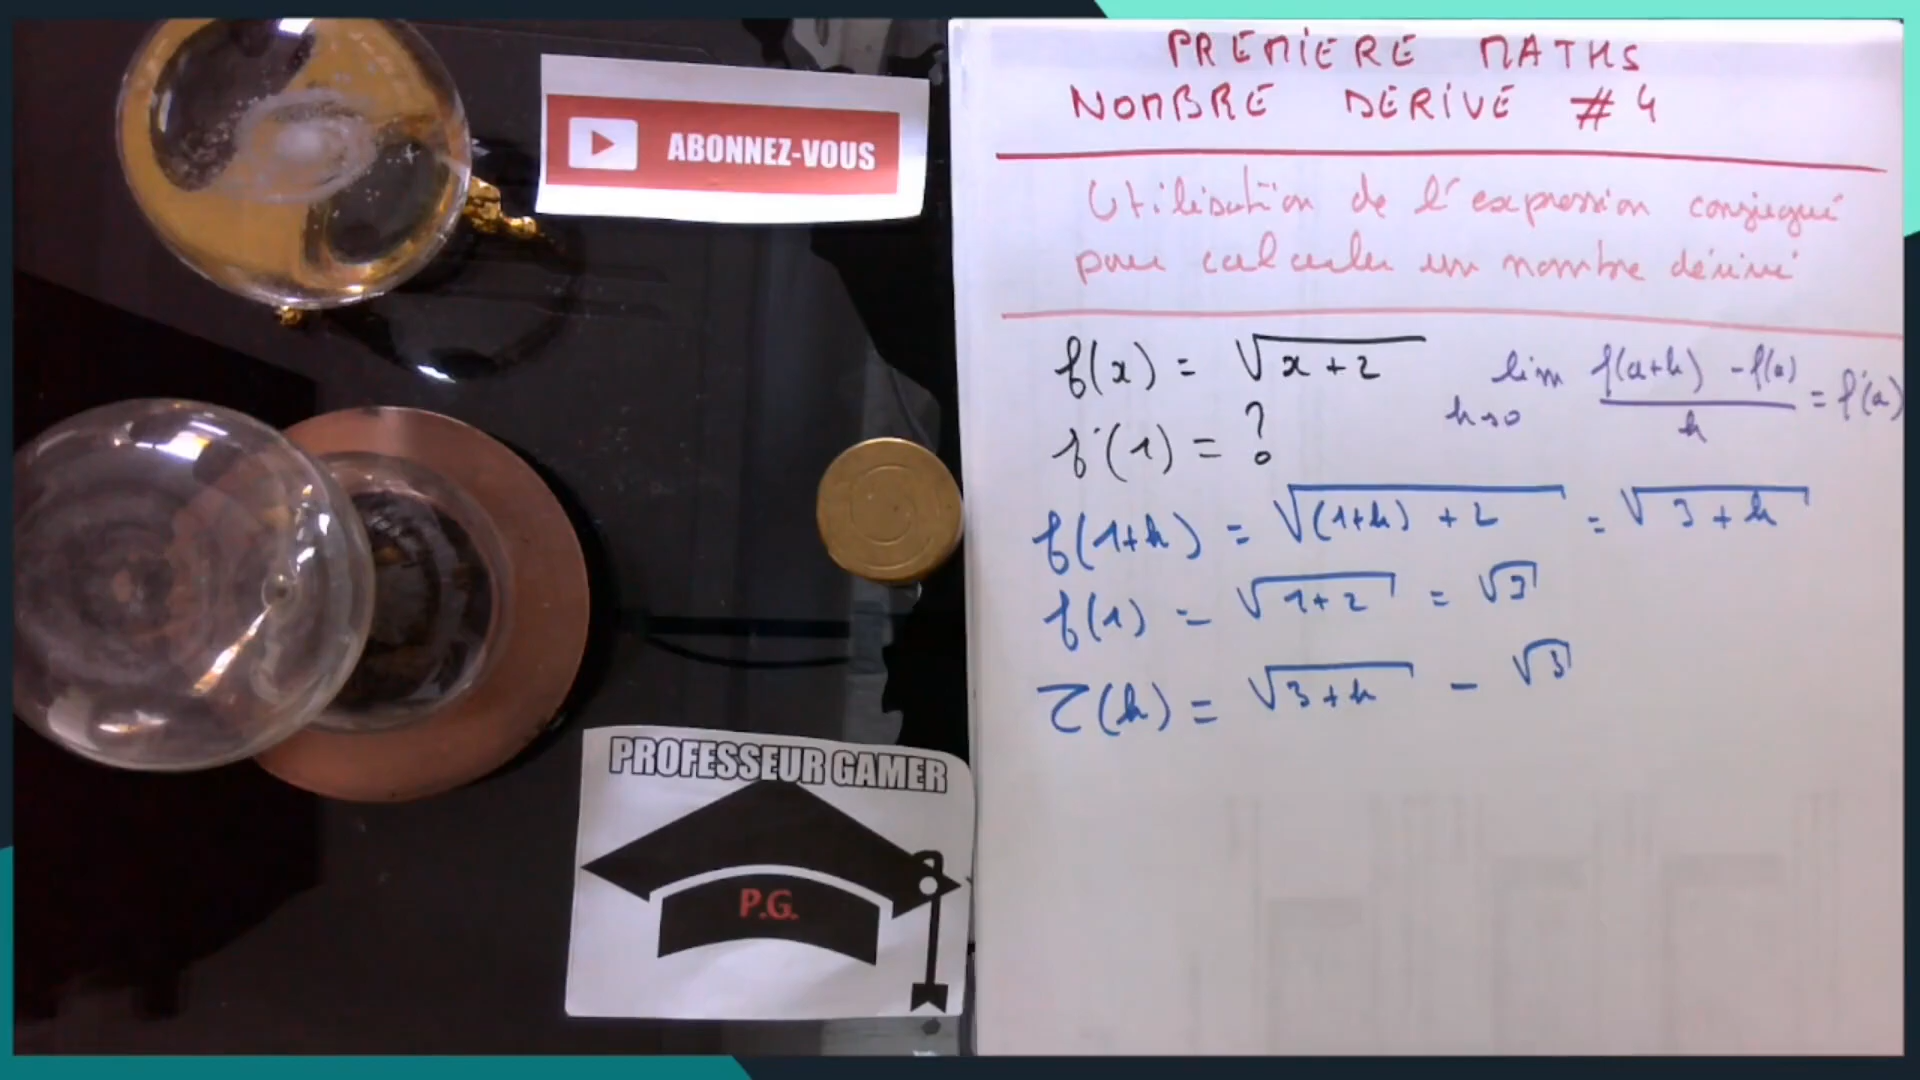 ABONNEZ-VOUS
PROFESSEUR GAMER
P.G.
PREMIERE MATHS
NOMBRE DERIVE #4
Utilisation de l'expression conjugué
pour calculer un nombre dérivé
f(x) = √(x+2)
lim h→0 (f(a+h) - f(a))/h = f'(a)
f'(1) = ?
f(1+h) = √((1+h)+2) = √(3+h)
f(1) = √(1+2) = √3
τ(h) = √(3+h) - √3